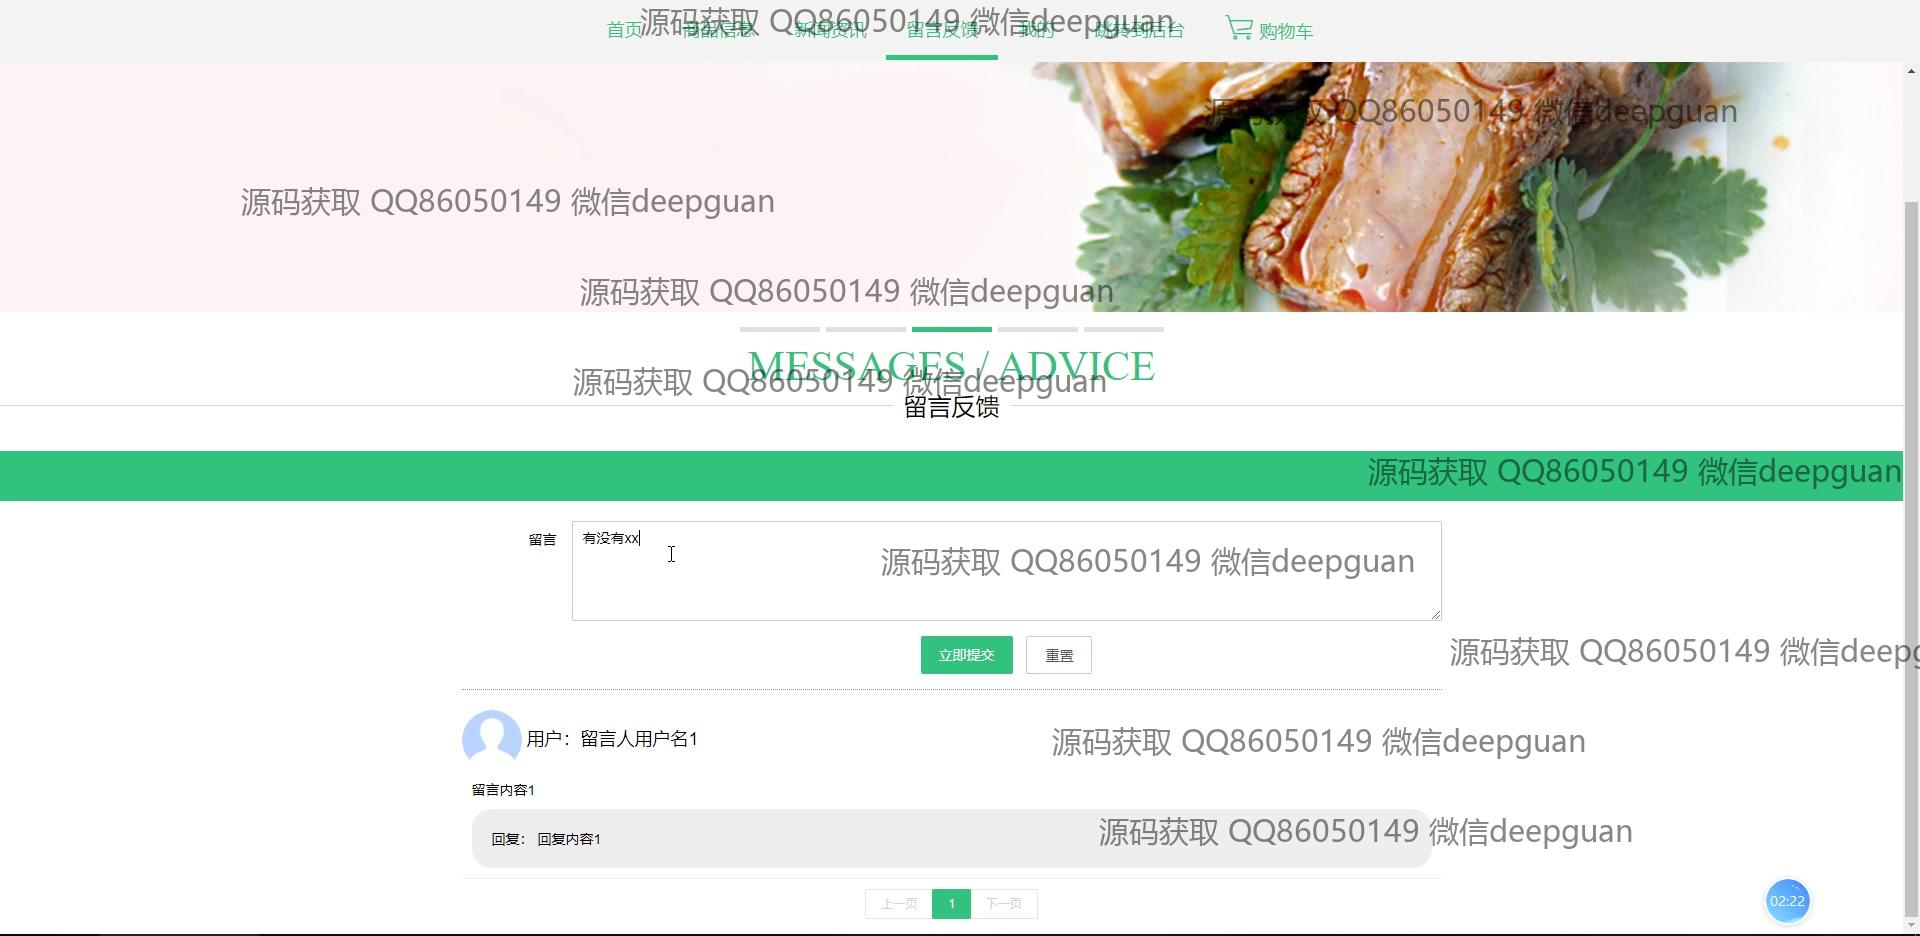 首页 商品信息 新闻资讯 留言反馈 我的 跳转到后台 购物车
源码获取 QQ86050149 微信deepguan
源码获取 QQ86050149 微信deepguan
源码获取 QQ86050149 微信deepguan
源码获取 QQ86050149 微信deepguan
MESSAGES / ADVICE
源码获取 QQ86050149 微信deepguan
留言反馈
源码获取 QQ86050149 微信deepguan
留言 有没有xx
源码获取 QQ86050149 微信deepguan
立即提交 重置
源码获取 QQ86050149 微信deepg
用户：留言人用户名1
源码获取 QQ86050149 微信deepguan
留言内容1
回复： 回复内容1
源码获取 QQ86050149 微信deepguan
上一页 1 下一页
02:22